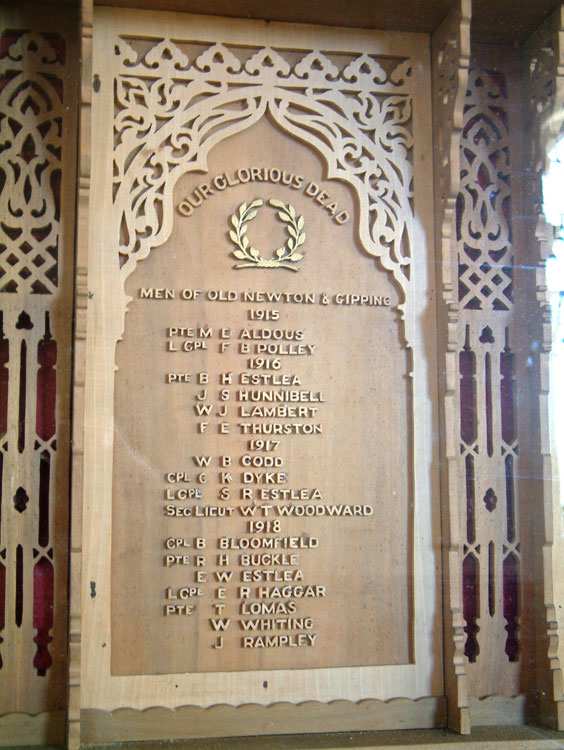 OUR GLORIOUS DEAD
MEN OF OLD NEWTON & GIPPING
1915
PTE M E ALDOUS
L CPL F B POLLEY
1916
PTE B H ESTLEA
J S HUNNIBELL
W J LAMBERT
F E THURSTON
1917
W B CODD
CPL C K DYKE
L CPL S R ESTLEA
SEC LIEUT W T WOODWARD
1918
CPL B BLOOMFIELD
PTE R H BUCKLE
E W ESTLEA
L CPL E R HAGGAR
PTE T LOMAS
W WHITING
J RAMPLEY